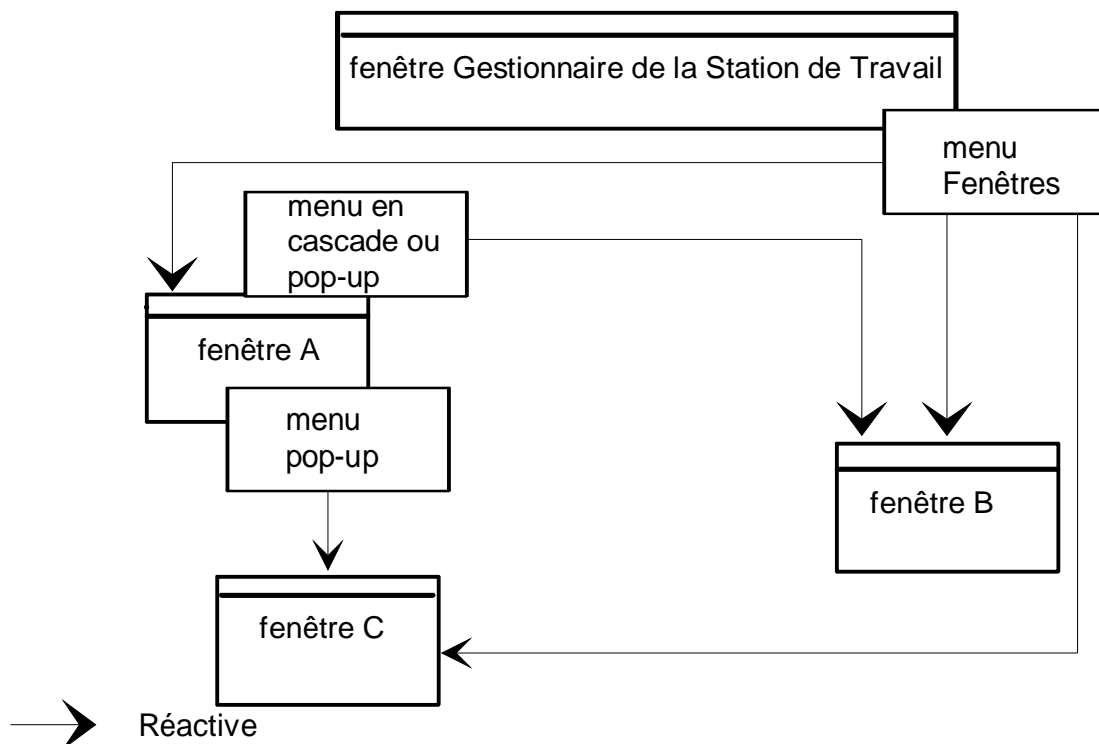 fenêtre Gestionnaire de la Station de Travail
menu
Fenêtres
menu en
cascade ou
pop-up
fenêtre A
menu
pop-up
fenêtre B
fenêtre C
Réactive